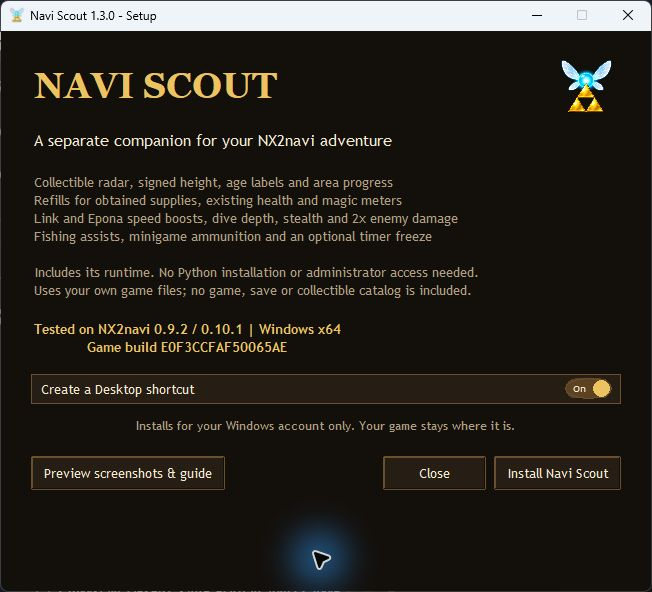 Navi Scout 1.3.0 - Setup
NAVI SCOUT
A separate companion for your NX2navi adventure
Collectible radar, signed height, age labels and area progress
Refills for obtained supplies, existing health and magic meters
Link and Epona speed boosts, dive depth, stealth and 2x enemy damage
Fishing assists, minigame ammunition and an optional timer freeze
Includes its runtime. No Python installation or administrator access needed.
Uses your own game files; no game, save or collectible catalog is included.
Tested on NX2navi 0.9.2 / 0.10.1 | Windows x64
Game build E0F3CCFAF50065AE
Create a Desktop shortcut
On
Installs for your Windows account only. Your game stays where it is.
Preview screenshots & guide
Close
Install Navi Scout